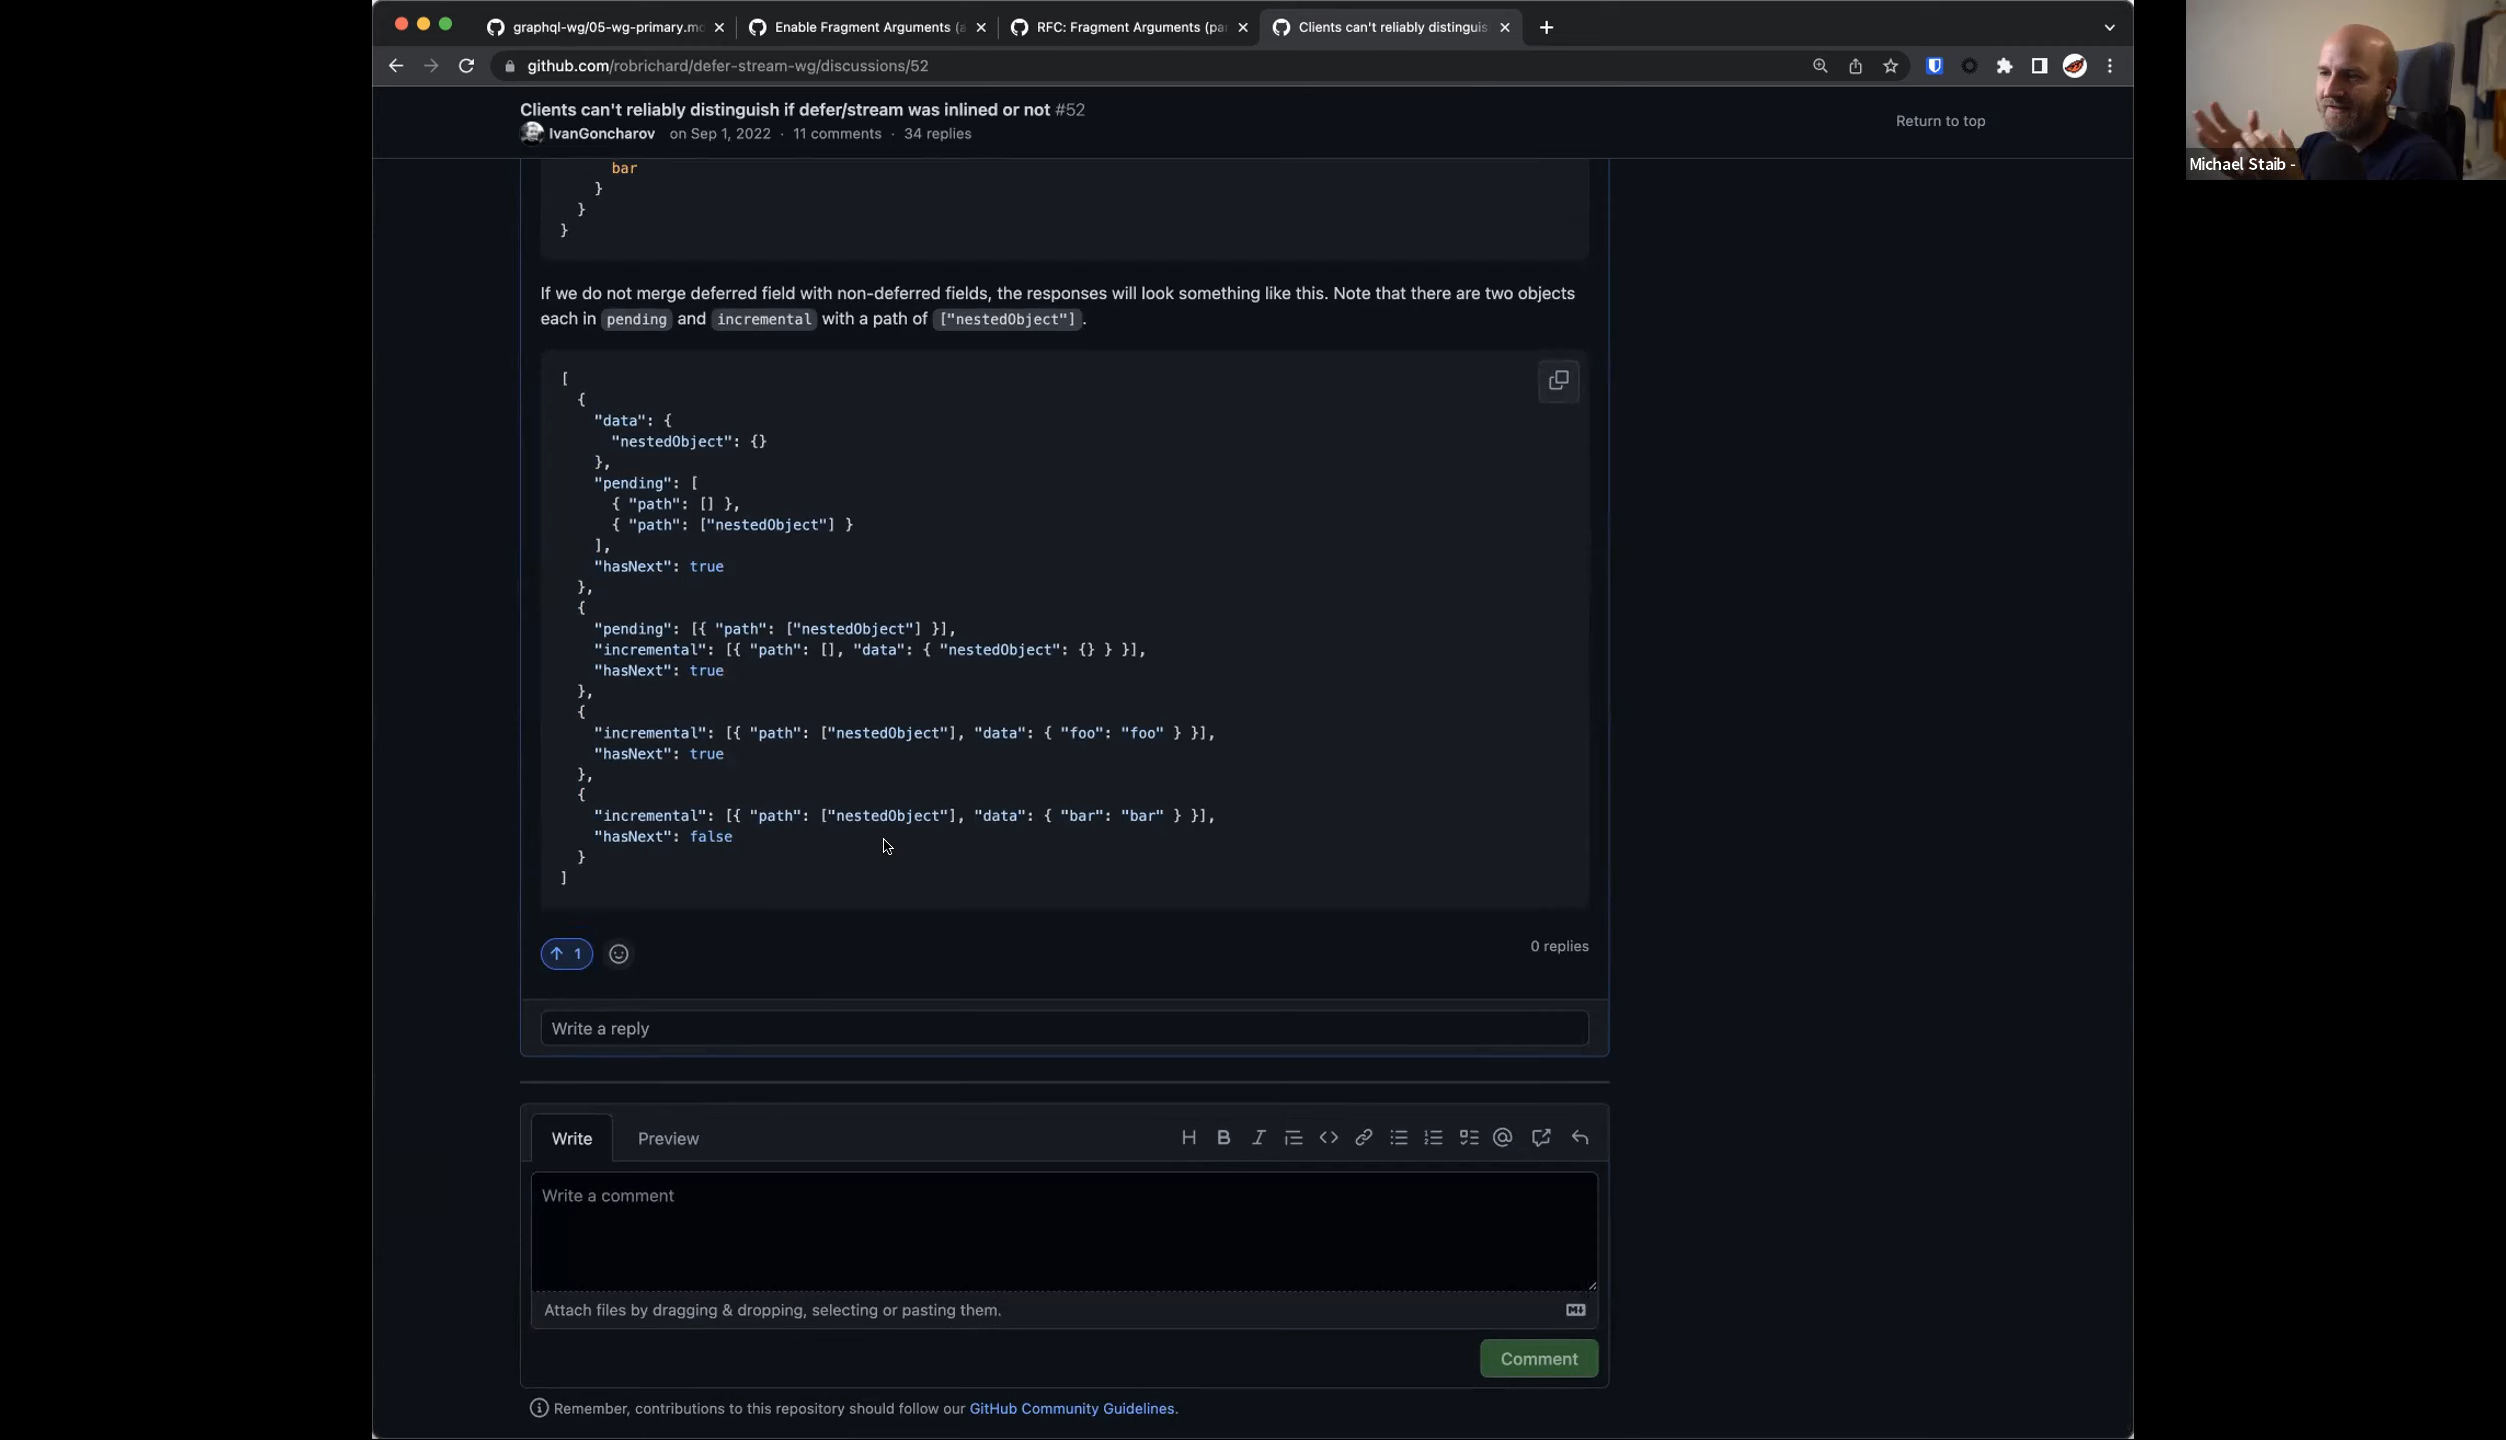 graphql-wg/05-wg-primary.md
Enable Fragment Arguments (a
RFC: Fragment Arguments (par
Clients can't reliably distinguis
github.com/robrichard/defer-stream-wg/discussions/52
Clients can't reliably distinguish if defer/stream was inlined or not #52
IvanGoncharov on Sep 1, 2022 · 11 comments · 34 replies
Return to top
Michael Staib -
bar
}
}
}
If we do not merge deferred field with non-deferred fields, the responses will look something like this. Note that there are two objects
each in pending and incremental with a path of ["nestedObject"].
[
{
"data": {
"nestedObject": {}
},
"pending": [
{ "path": [] },
{ "path": ["nestedObject"] }
],
"hasNext": true
},
{
"pending": [{ "path": ["nestedObject"] }],
"incremental": [{ "path": [], "data": { "nestedObject": {} } }],
"hasNext": true
},
{
"incremental": [{ "path": ["nestedObject"], "data": { "foo": "foo" } }],
"hasNext": true
},
{
"incremental": [{ "path": ["nestedObject"], "data": { "bar": "bar" } }],
"hasNext": false
}
]
1
0 replies
Write a reply
Write
Preview
Write a comment
Attach files by dragging & dropping, selecting or pasting them.
Comment
Remember, contributions to this repository should follow our GitHub Community Guidelines.